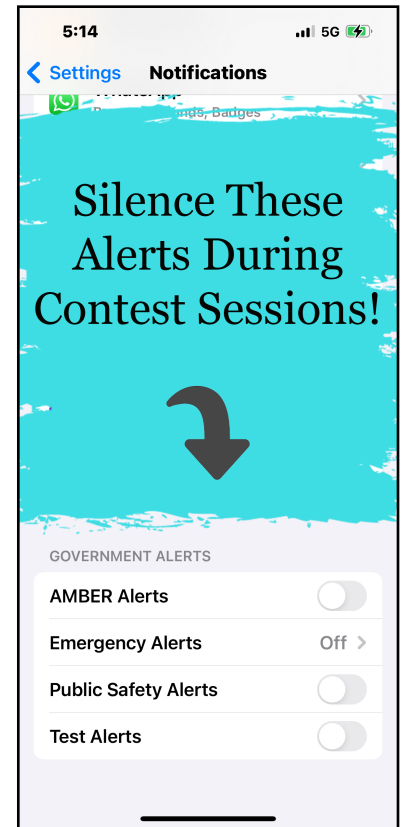 5:14 5G
Settings Notifications
Silence These
Alerts During
Contest Sessions!
GOVERNMENT ALERTS
AMBER Alerts
Emergency Alerts Off
Public Safety Alerts
Test Alerts